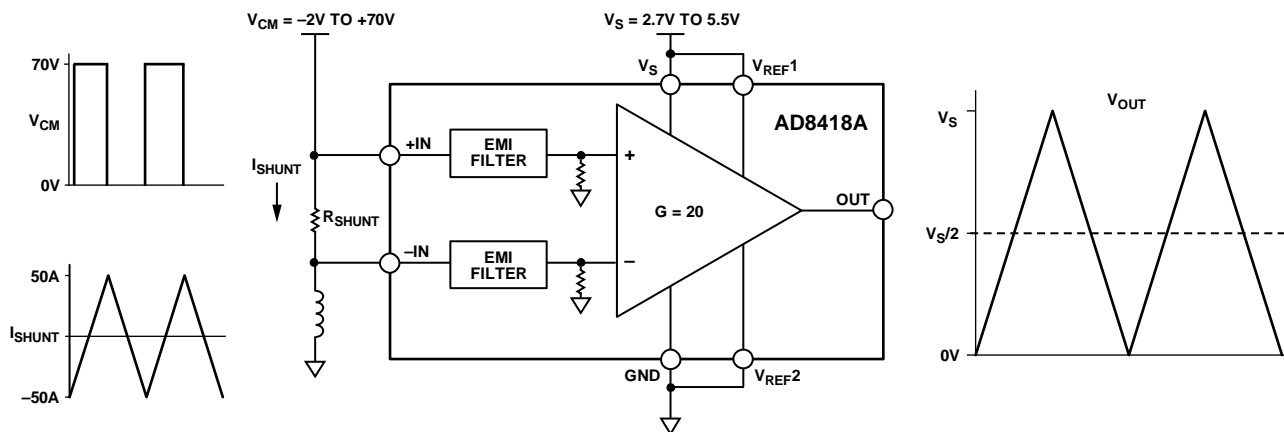 V_CM = –2V TO +70V
V_S = 2.7V TO 5.5V
70V
V_CM
0V
I_SHUNT
50A
I_SHUNT
–50A
R_SHUNT
V_S
V_REF1
AD8418A
+IN
EMI
FILTER
+
G = 20
OUT
–IN
EMI
FILTER
–
GND
V_REF2
V_OUT
V_S
V_S/2
0V